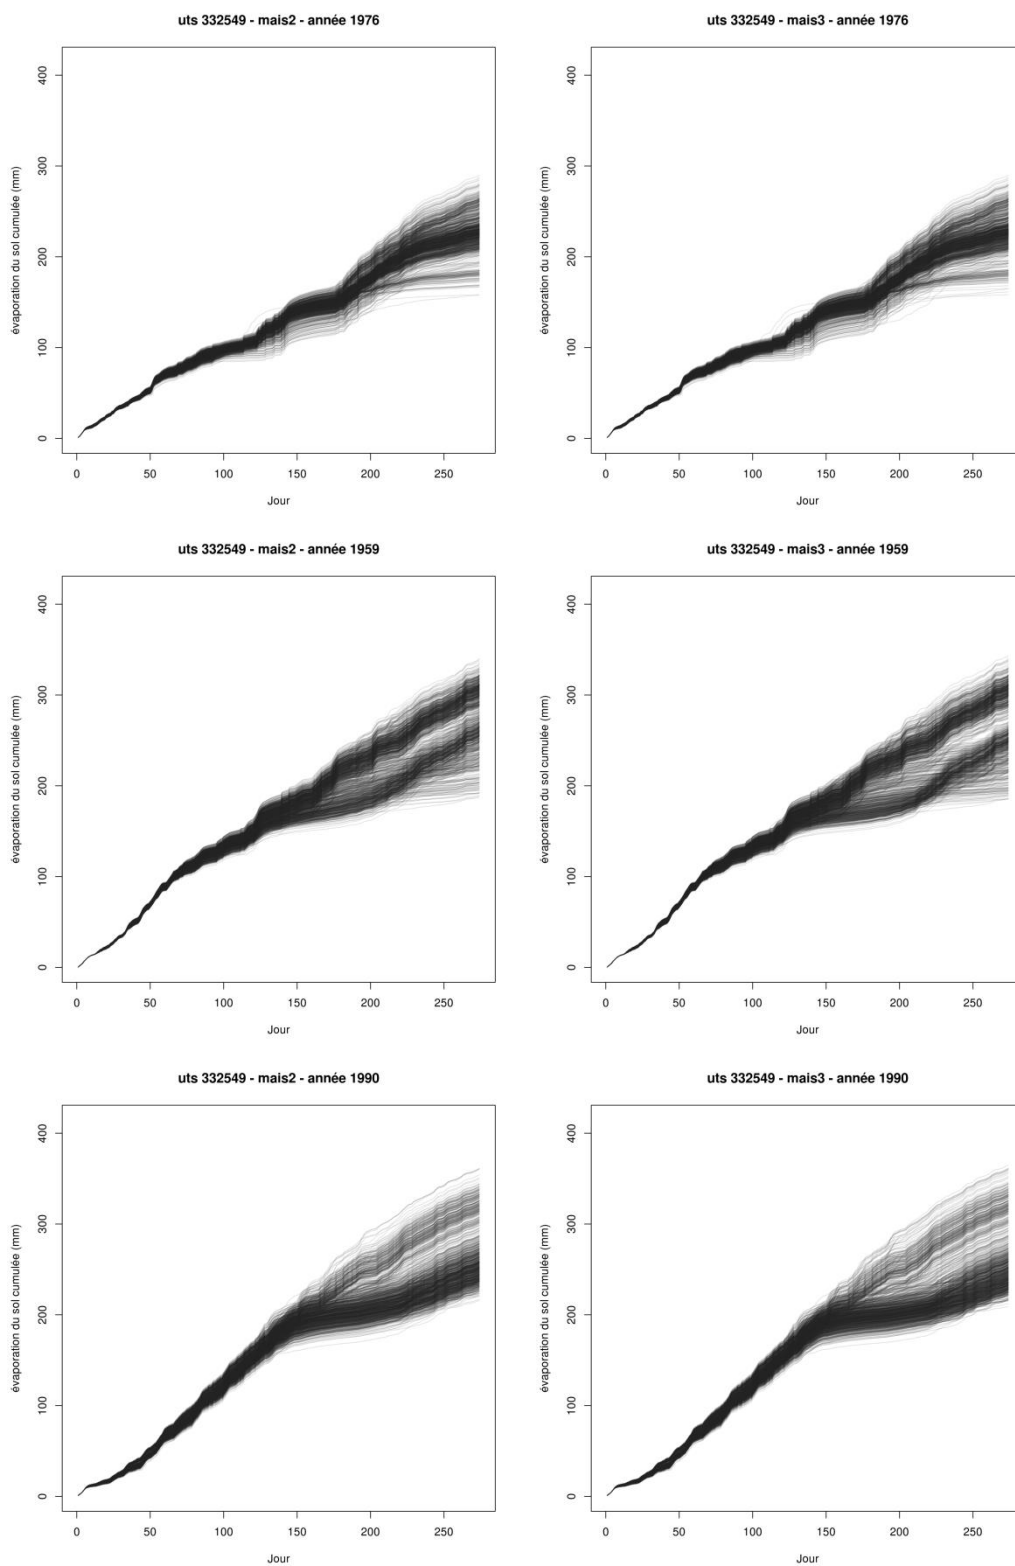 uts 332549 - mais2 - année 1976
évaporation du sol cumulée (mm)
400
300
200
100
0
0 50 100 150 200 250
Jour
uts 332549 - mais3 - année 1976
évaporation du sol cumulée (mm)
400
300
200
100
0
0 50 100 150 200 250
Jour
uts 332549 - mais2 - année 1959
évaporation du sol cumulée (mm)
400
300
200
100
0
0 50 100 150 200 250
Jour
uts 332549 - mais3 - année 1959
évaporation du sol cumulée (mm)
400
300
200
100
0
0 50 100 150 200 250
Jour
uts 332549 - mais2 - année 1990
évaporation du sol cumulée (mm)
400
300
200
100
0
0 50 100 150 200 250
Jour
uts 332549 - mais3 - année 1990
évaporation du sol cumulée (mm)
400
300
200
100
0
0 50 100 150 200 250
Jour